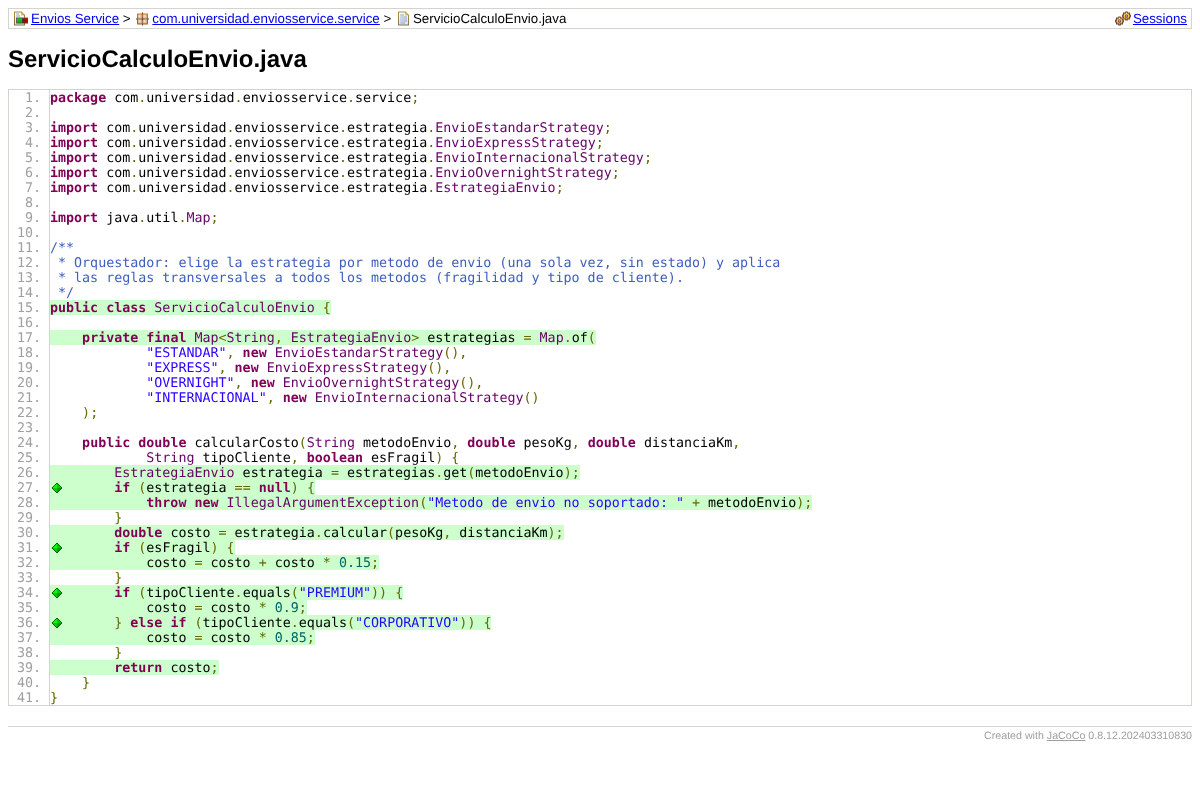 Envios Service > com.universidad.enviosservice.service > ServicioCalculoEnvio.java Sessions
ServicioCalculoEnvio.java
1. package com.universidad.enviosservice.service;
2.
3. import com.universidad.enviosservice.estrategia.EnvioEstandarStrategy;
4. import com.universidad.enviosservice.estrategia.EnvioExpressStrategy;
5. import com.universidad.enviosservice.estrategia.EnvioInternacionalStrategy;
6. import com.universidad.enviosservice.estrategia.EnvioOvernightStrategy;
7. import com.universidad.enviosservice.estrategia.EstrategiaEnvio;
8.
9. import java.util.Map;
10.
11. /**
12.  * Orquestador: elige la estrategia por metodo de envio (una sola vez, sin estado) y aplica
13.  * las reglas transversales a todos los metodos (fragilidad y tipo de cliente).
14.  */
15. public class ServicioCalculoEnvio {
16.
17.     private final Map<String, EstrategiaEnvio> estrategias = Map.of(
18.             "ESTANDAR", new EnvioEstandarStrategy(),
19.             "EXPRESS", new EnvioExpressStrategy(),
20.             "OVERNIGHT", new EnvioOvernightStrategy(),
21.             "INTERNACIONAL", new EnvioInternacionalStrategy()
22.     );
23.
24.     public double calcularCosto(String metodoEnvio, double pesoKg, double distanciaKm,
25.             String tipoCliente, boolean esFragil) {
26.         EstrategiaEnvio estrategia = estrategias.get(metodoEnvio);
27.         if (estrategia == null) {
28.             throw new IllegalArgumentException("Metodo de envio no soportado: " + metodoEnvio);
29.         }
30.         double costo = estrategia.calcular(pesoKg, distanciaKm);
31.         if (esFragil) {
32.             costo = costo + costo * 0.15;
33.         }
34.         if (tipoCliente.equals("PREMIUM")) {
35.             costo = costo * 0.9;
36.         } else if (tipoCliente.equals("CORPORATIVO")) {
37.             costo = costo * 0.85;
38.         }
39.         return costo;
40.     }
41. }
Created with JaCoCo 0.8.12.202403310830